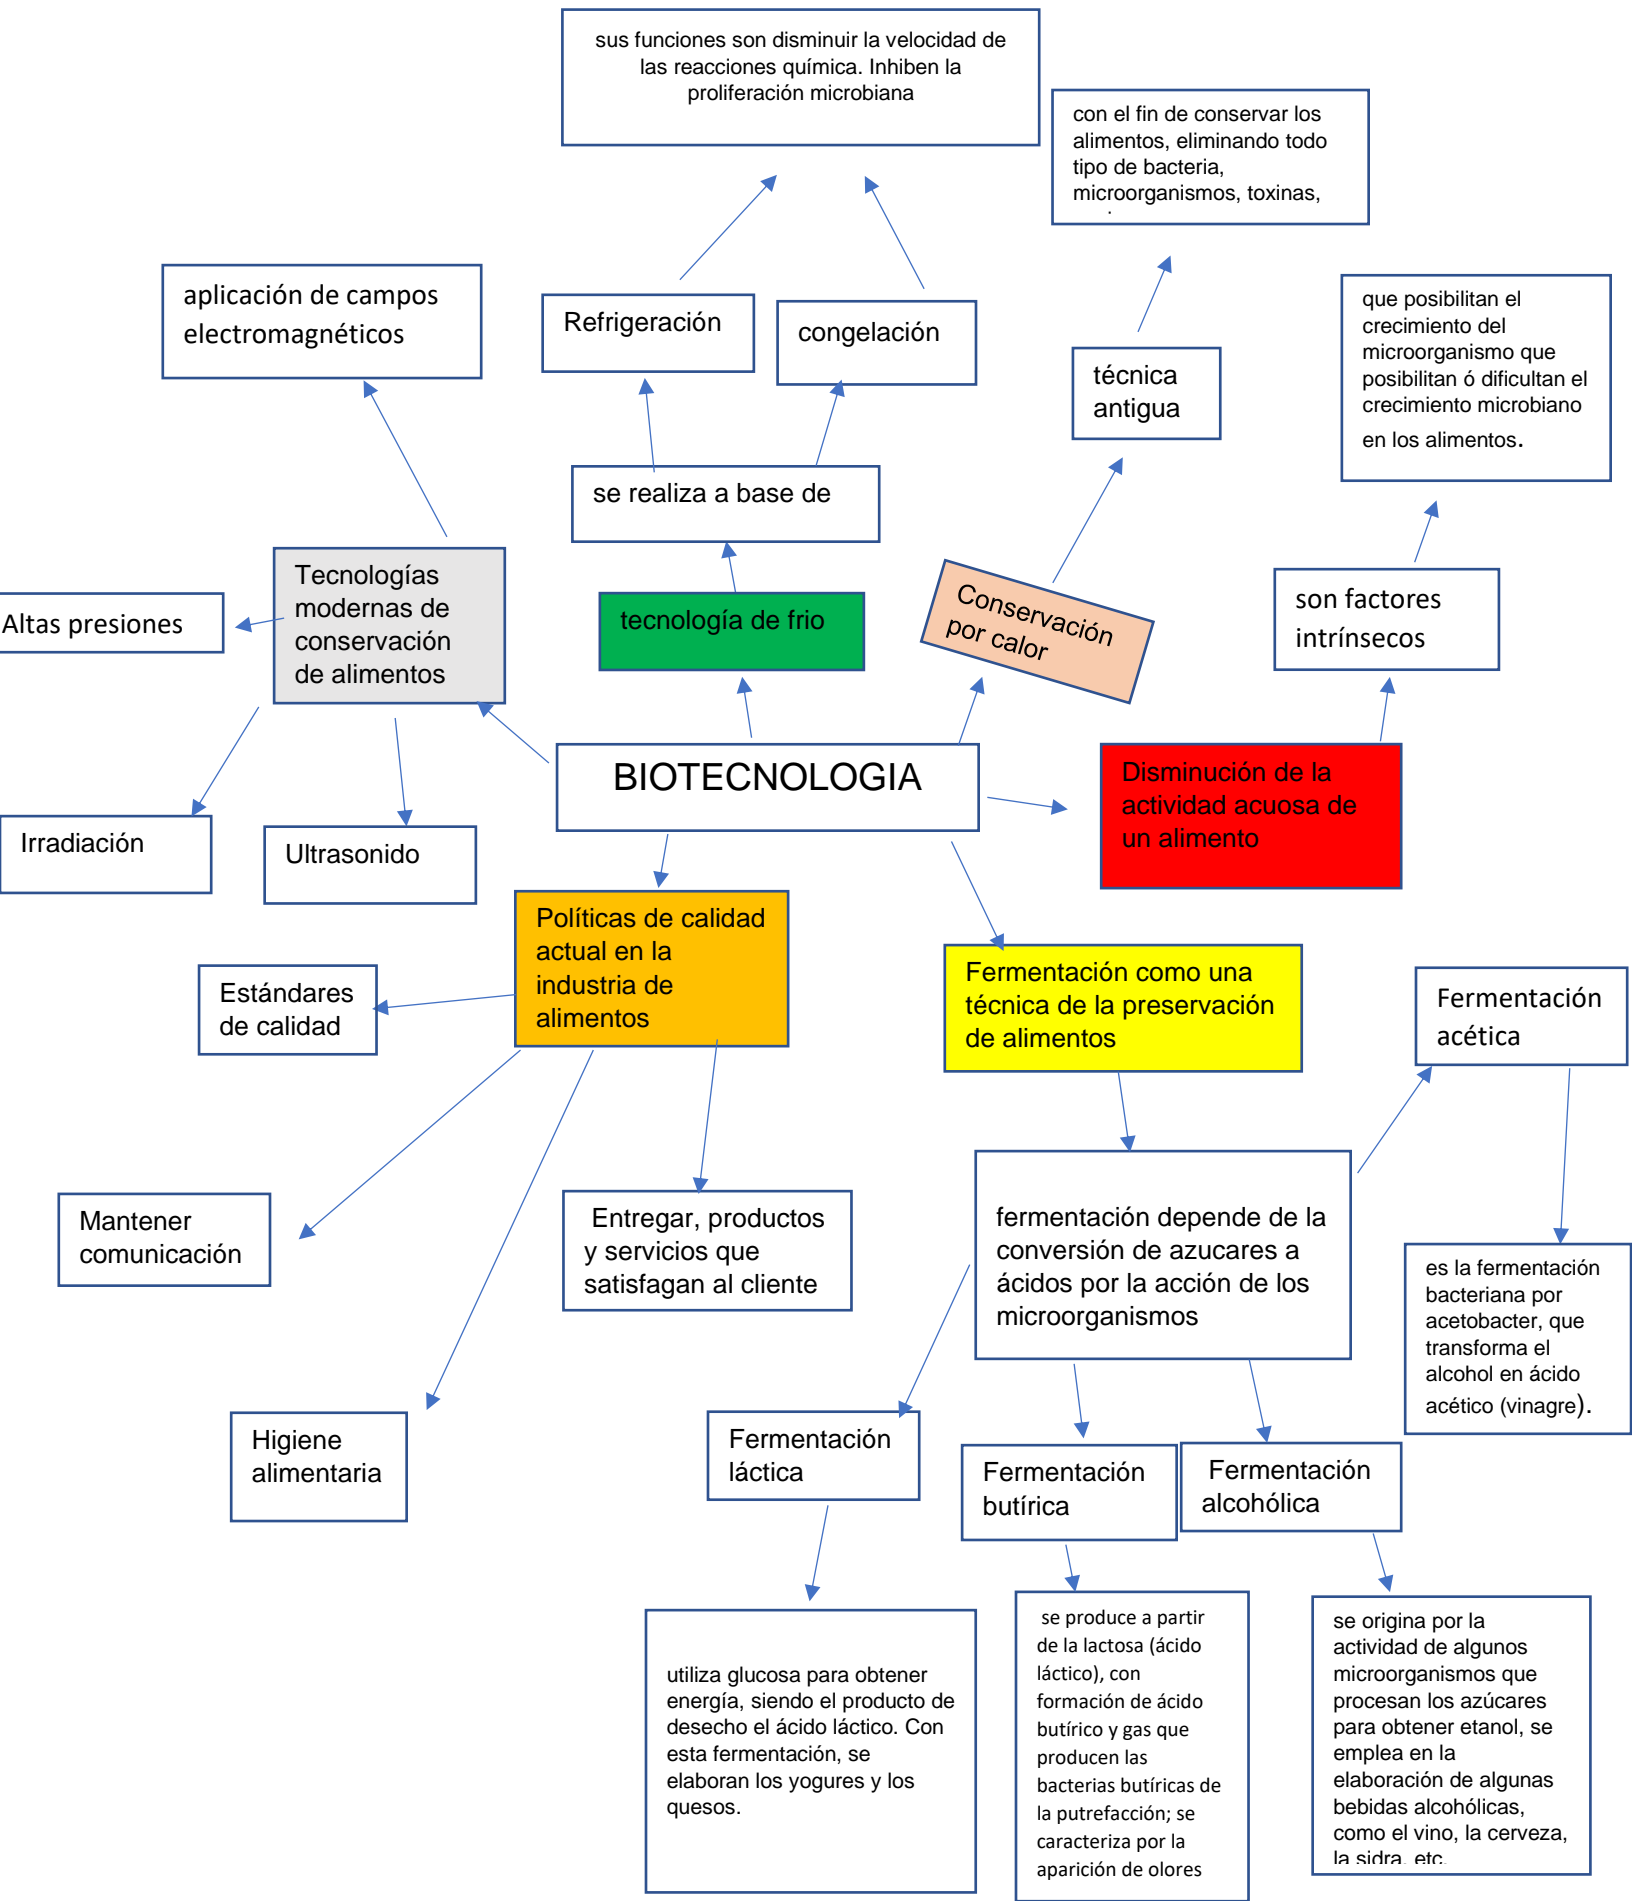 sus funciones son disminuir la velocidad de
las reacciones química. Inhiben la
proliferación microbiana
con el fin de conservar los
alimentos, eliminando todo
tipo de bacteria,
microorganismos, toxinas,
aplicación de campos
electromagnéticos
Refrigeración
congelación
técnica
antigua
que posibilitan el
crecimiento del
microorganismo que
posibilitan ó dificultan el
crecimiento microbiano
en los alimentos.
se realiza a base de
Tecnologías
modernas de
conservación
de alimentos
Altas presiones
tecnología de frio
Conservación
por calor
son factores
intrínsecos
BIOTECNOLOGIA
Disminución de la
actividad acuosa de
un alimento
Irradiación
Ultrasonido
Políticas de calidad
actual en la
industria de
alimentos
Estándares
de calidad
Fermentación como una
técnica de la preservación
de alimentos
Fermentación
acética
Mantener
comunicación
Entregar, productos
y servicios que
satisfagan al cliente
fermentación depende de la
conversión de azucares a
ácidos por la acción de los
microorganismos
es la fermentación
bacteriana por
acetobacter, que
transforma el
alcohol en ácido
acético (vinagre).
Higiene
alimentaria
Fermentación
láctica
Fermentación
butírica
Fermentación
alcohólica
utiliza glucosa para obtener
energía, siendo el producto de
desecho el ácido láctico. Con
esta fermentación, se
elaboran los yogures y los
quesos.
se produce a partir
de la lactosa (ácido
láctico), con
formación de ácido
butírico y gas que
producen las
bacterias butíricas de
la putrefacción; se
caracteriza por la
aparición de olores
se origina por la
actividad de algunos
microorganismos que
procesan los azúcares
para obtener etanol, se
emplea en la
elaboración de algunas
bebidas alcohólicas,
como el vino, la cerveza,
la sidra, etc.